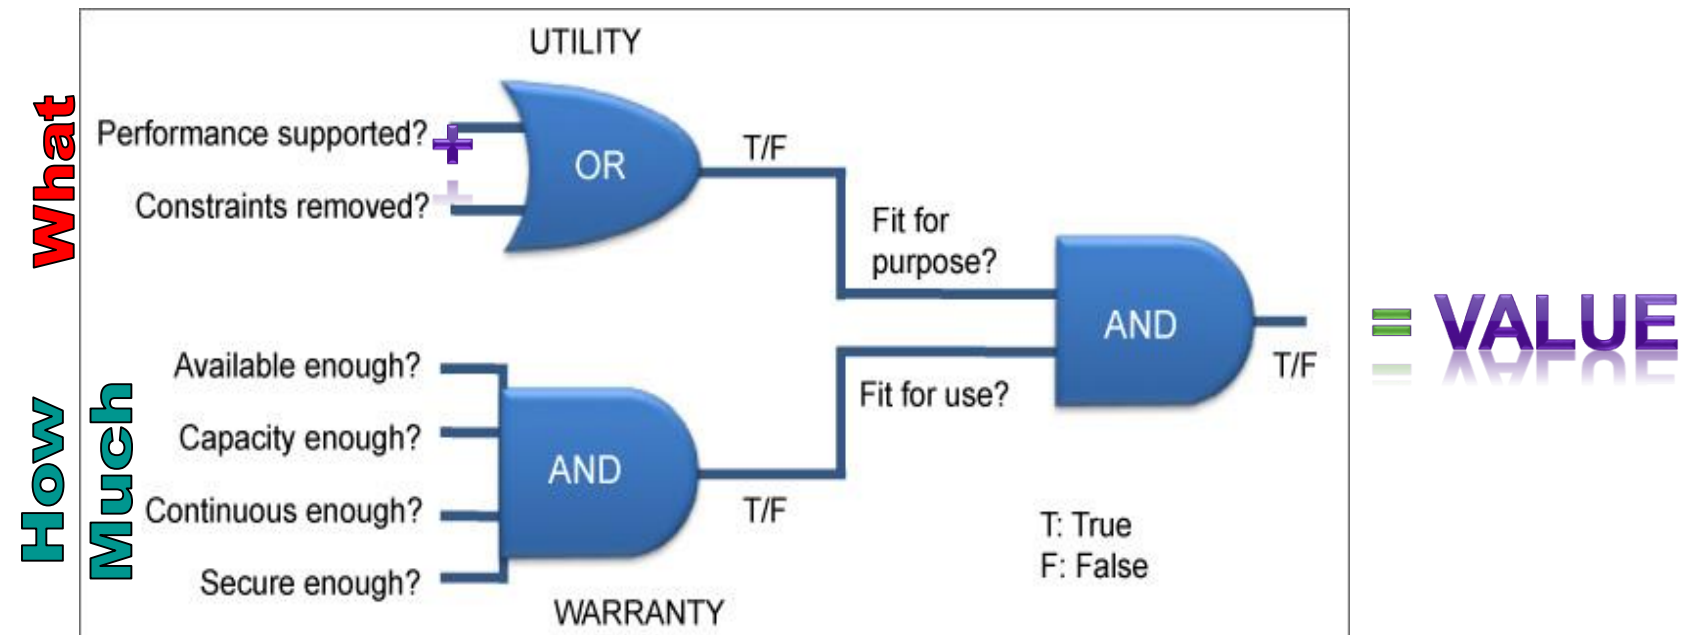 What
UTILITY
Performance supported?
+
Constraints removed?
OR
T/F
Fit for
purpose?
How
Much
Available enough?
Capacity enough?
Continuous enough?
Secure enough?
AND
WARRANTY
T/F
Fit for use?
AND
T/F
= VALUE
T: True
F: False